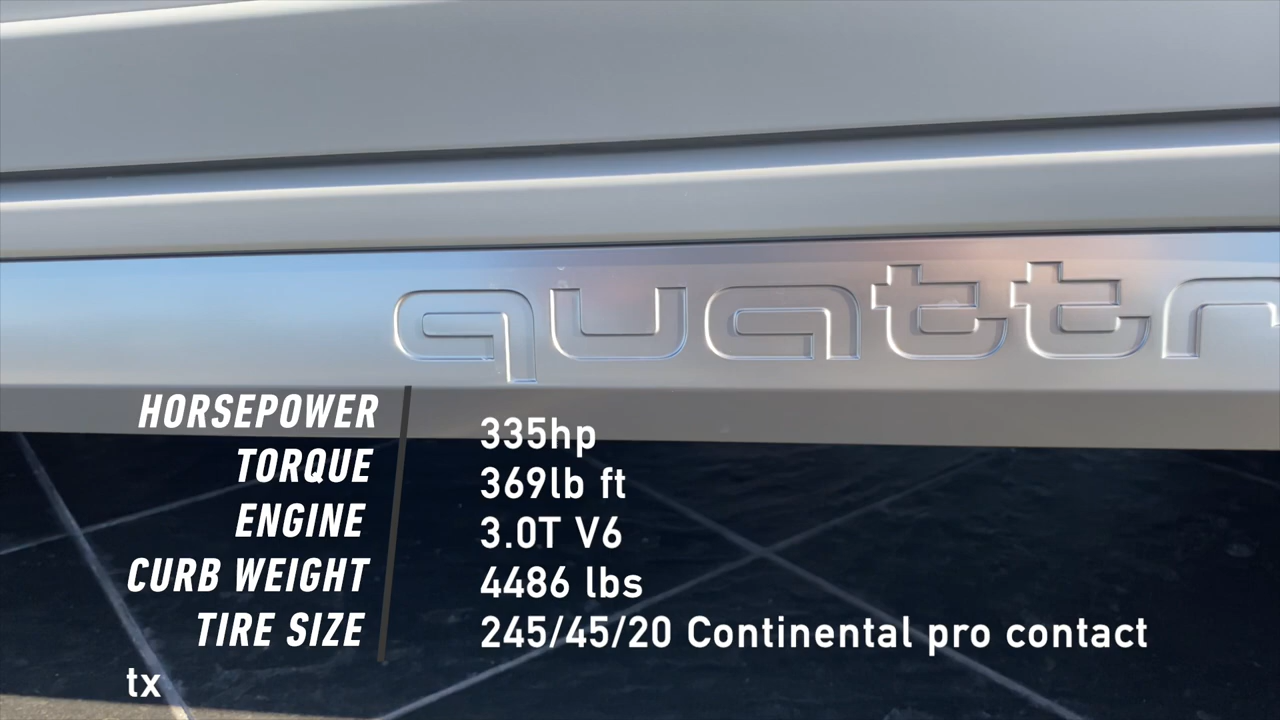 quattr
HORSEPOWER
335hp
TORQUE
369lb ft
ENGINE
3.0T V6
CURB WEIGHT
4486 lbs
TIRE SIZE
245/45/20 Continental pro contact
tx